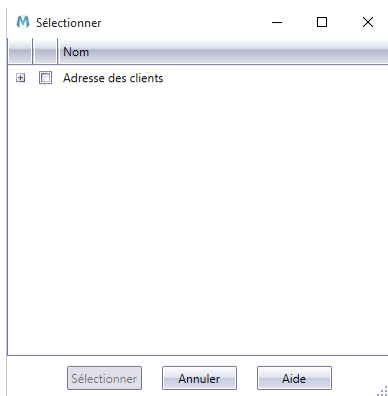 Sélectionner
Nom
Adresse des clients
Sélectionner Annuler Aide